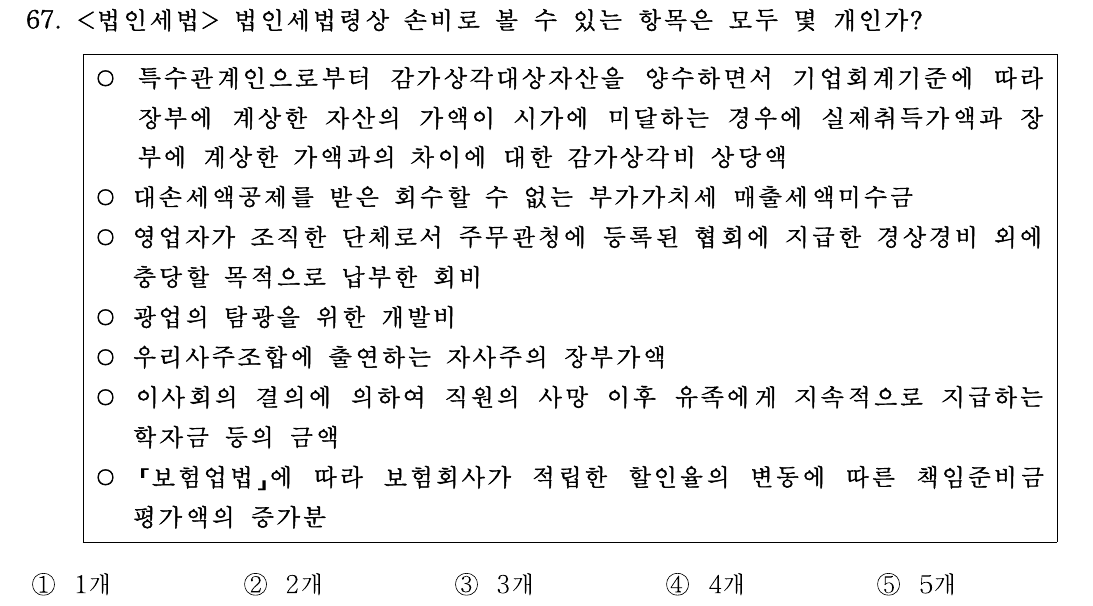 67. <법인세법> 법인세법령상 손비로 볼 수 있는 항목은 모두 몇 개인가?
○ 특수관계인으로부터 감가상각대상자산을 양수하면서 기업회계기준에 따라
장부에 계상한 자산의 가액이 시가에 미달하는 경우에 실제취득가액과 장
부에 계상한 가액과의 차이에 대한 감가상각비 상당액
○ 대손세액공제를 받은 회수할 수 없는 부가가치세 매출세액미수금
○ 영업자가 조직한 단체로서 주무관청에 등록된 협회에 지급한 경상경비 외에
충당할 목적으로 납부한 회비
○ 광업의 탐광을 위한 개발비
○ 우리사주조합에 출연하는 자사주의 장부가액
○ 이사회의 결의에 의하여 직원의 사망 이후 유족에게 지속적으로 지급하는
학자금 등의 금액
○ 「보험업법」에 따라 보험회사가 적립한 할인율의 변동에 따른 책임준비금
평가액의 증가분
① 1개 ② 2개 ③ 3개 ④ 4개 ⑤ 5개